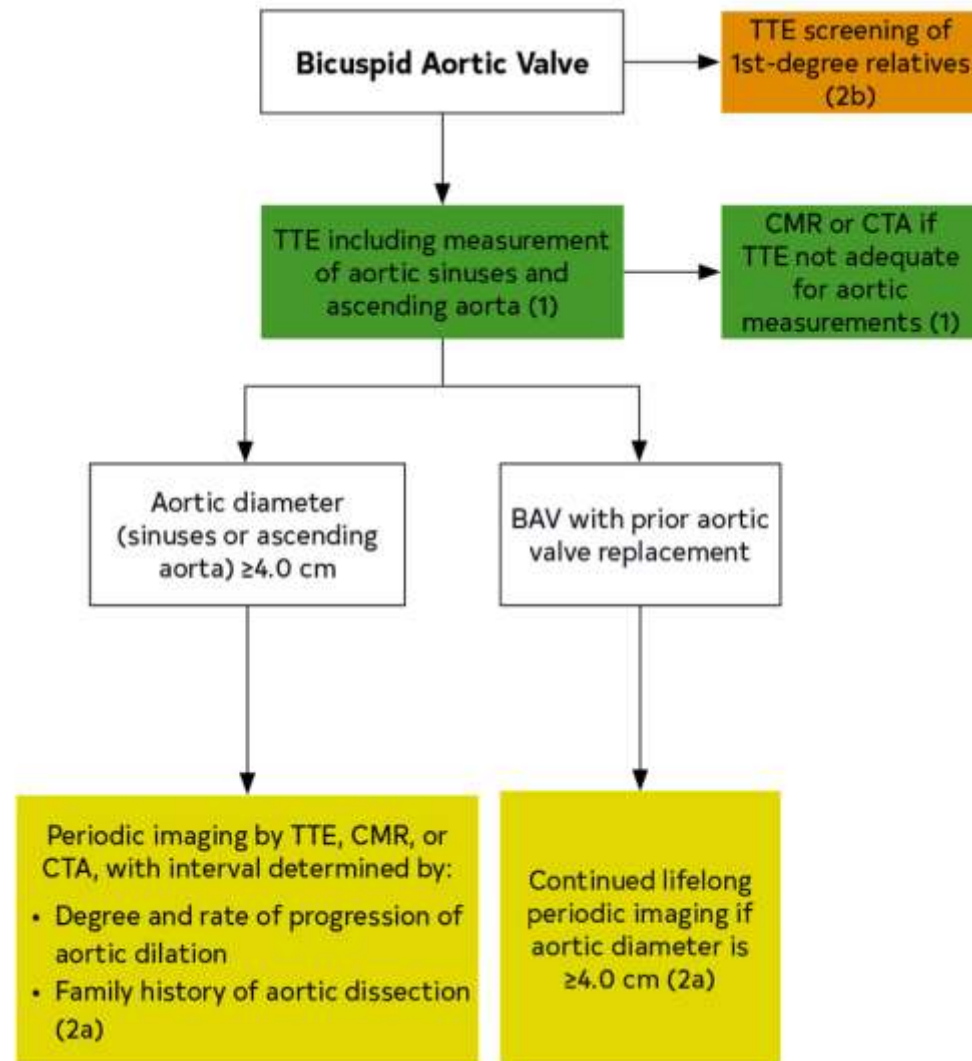 Bicuspid Aortic Valve
TTE screening of
1st-degree relatives
(2b)
TTE including measurement
of aortic sinuses and
ascending aorta (1)
CMR or CTA if
TTE not adequate
for aortic
measurements (1)
Aortic diameter
(sinuses or ascending
aorta) ≥4.0 cm
BAV with prior aortic
valve replacement
Periodic imaging by TTE, CMR, or
CTA, with interval determined by:
• Degree and rate of progression of
aortic dilation
• Family history of aortic dissection
(2a)
Continued lifelong
periodic imaging if
aortic diameter is
≥4.0 cm (2a)